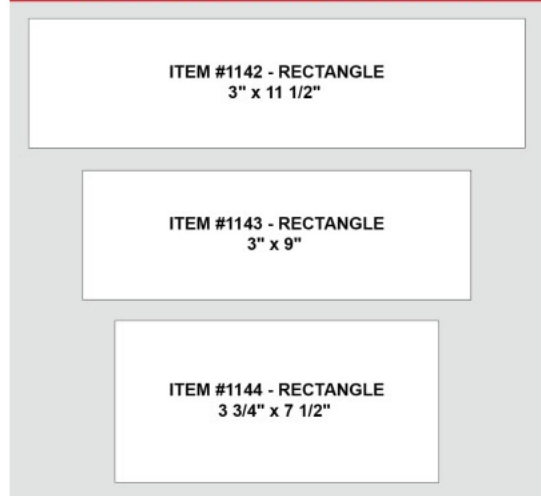 ITEM #1142 - RECTANGLE
3" x 11 1/2"
ITEM #1143 - RECTANGLE
3" x 9"
ITEM #1144 - RECTANGLE
3 3/4" x 7 1/2"